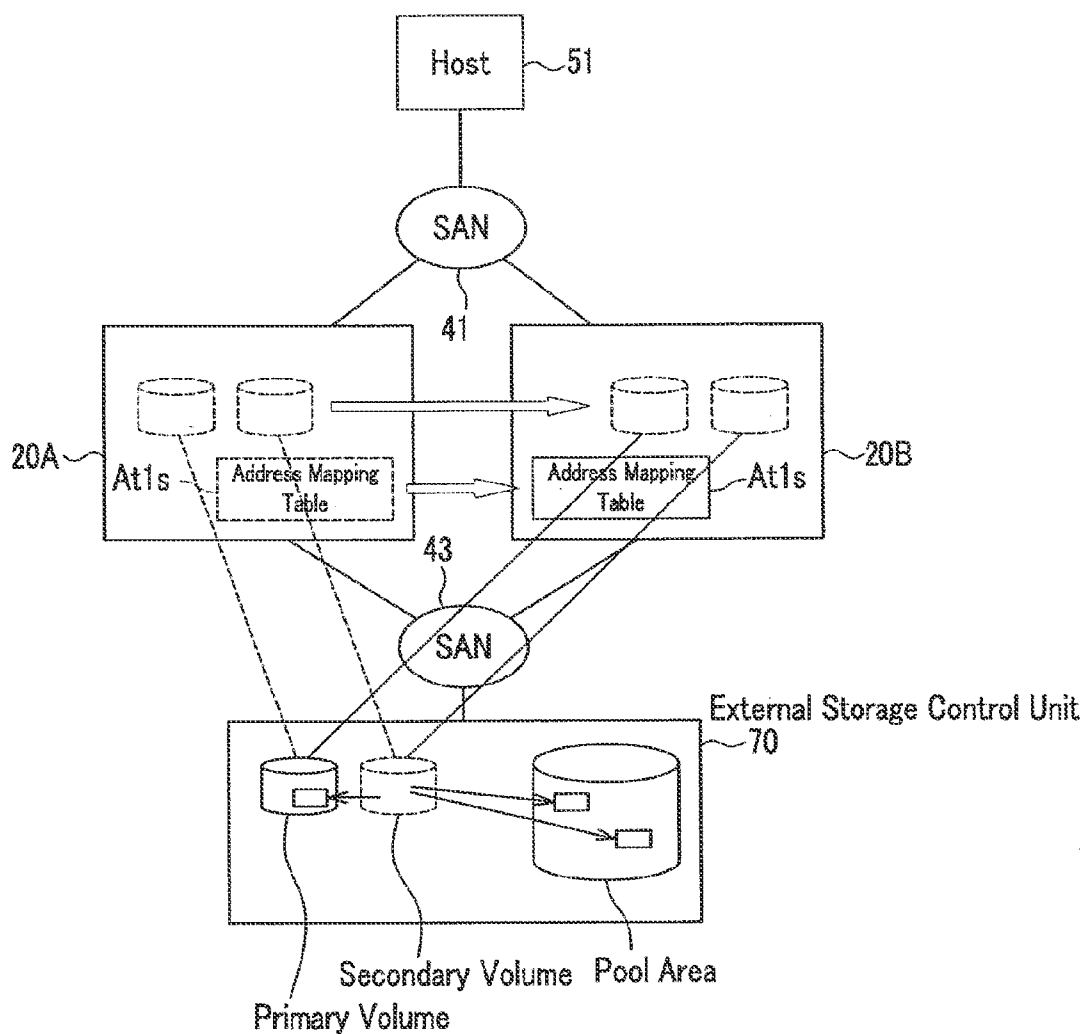 Host
51
SAN
41
20A
20B
At1s
Address Mapping
Table
Address Mapping
Table
At1s
43
SAN
External Storage Control Unit
70
Secondary Volume
Pool Area
Primary Volume